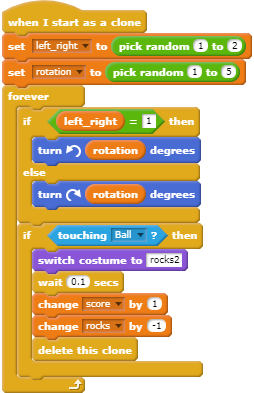 when I start as a clone
set left_right to pick random 1 to 2
set rotation to pick random 1 to 5
forever
if left_right = 1 then
turn rotation degrees
else
turn rotation degrees
if touching Ball ? then
switch costume to rocks2
wait 0.1 secs
change score by 1
change rocks by -1
delete this clone